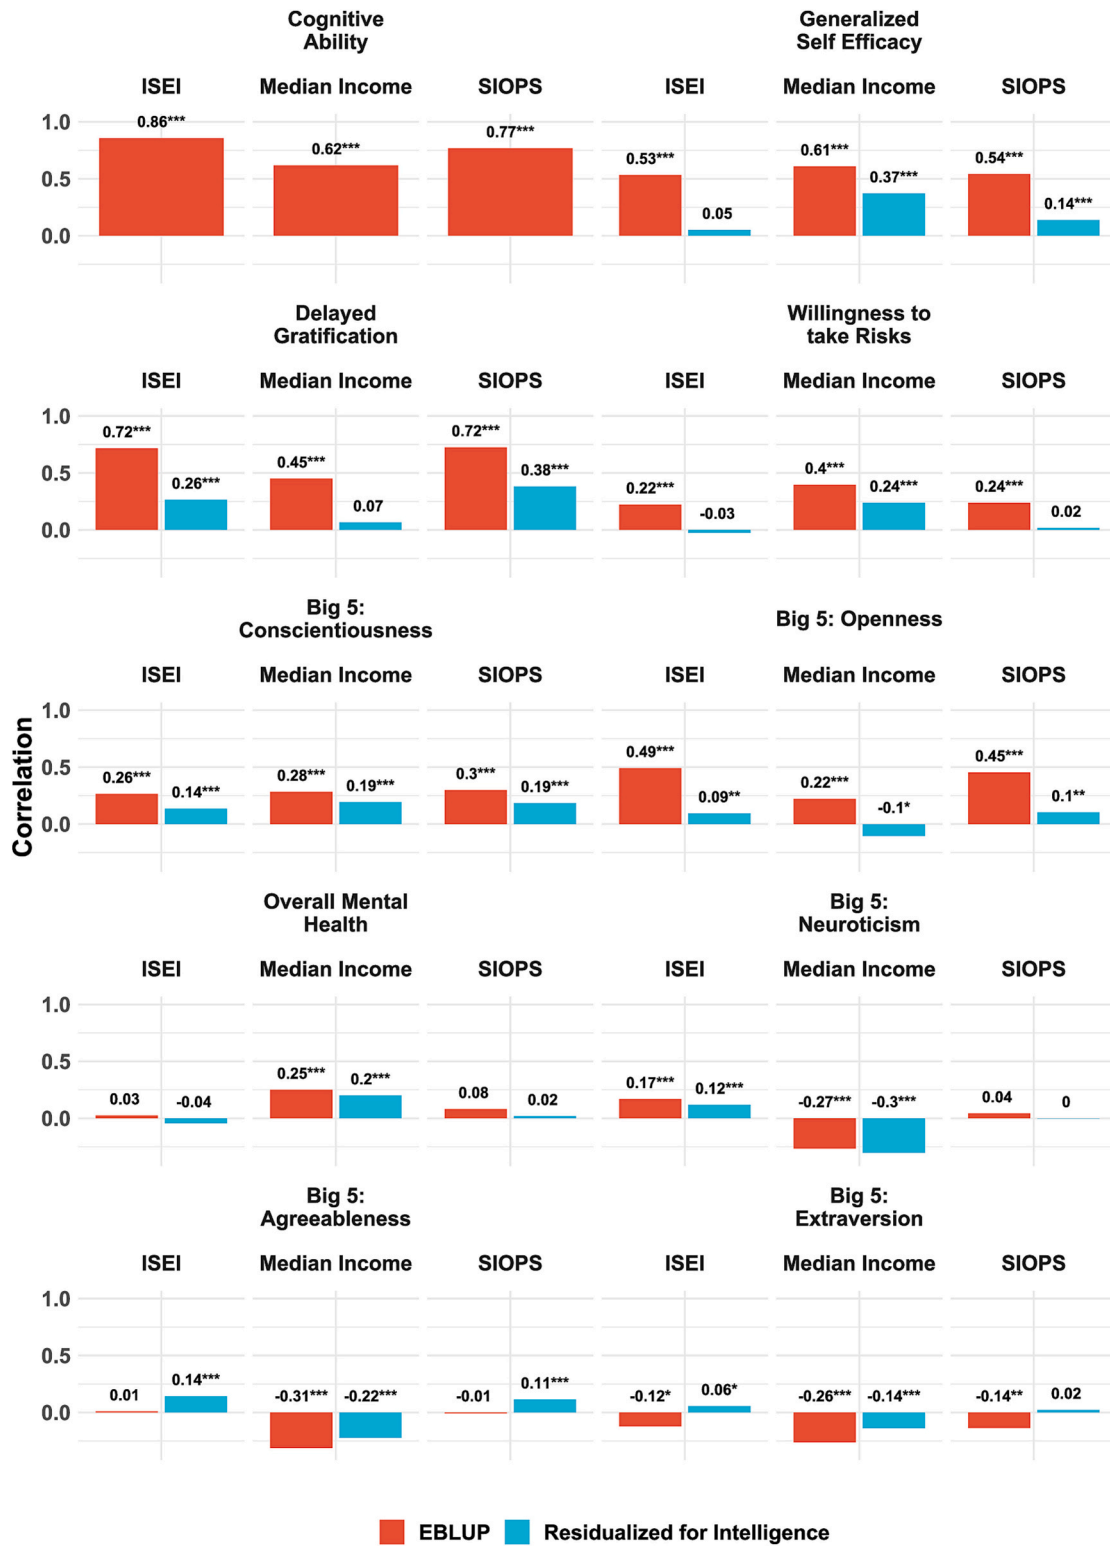 Cognitive
Ability
Generalized
Self Efficacy
ISEI Median Income SIOPS ISEI Median Income SIOPS
1.0
0.5
0.0
0.86*** 0.62*** 0.77*** 0.53*** 0.05 0.61*** 0.37*** 0.54*** 0.14***
Delayed
Gratification
Willingness to
take Risks
ISEI Median Income SIOPS ISEI Median Income SIOPS
1.0
0.5
0.0
0.72*** 0.26*** 0.45*** 0.07 0.72*** 0.38*** 0.22*** -0.03 0.4*** 0.24*** 0.24*** 0.02
Big 5:
Conscientiousness
Big 5: Openness
ISEI Median Income SIOPS ISEI Median Income SIOPS
1.0
0.5
0.0
0.26*** 0.14*** 0.28*** 0.19*** 0.3*** 0.19*** 0.49*** 0.09** 0.22*** -0.1* 0.45*** 0.1**
Correlation
Overall Mental
Health
Big 5:
Neuroticism
ISEI Median Income SIOPS ISEI Median Income SIOPS
1.0
0.5
0.0
0.03 -0.04 0.25*** 0.2*** 0.08 0.02 0.17*** 0.12*** -0.27*** -0.3*** 0.04 0
Big 5:
Agreeableness
Big 5:
Extraversion
ISEI Median Income SIOPS ISEI Median Income SIOPS
1.0
0.5
0.0
0.01 0.14*** -0.31*** -0.22*** -0.01 0.11*** -0.12* 0.06* -0.26*** -0.14*** -0.14** 0.02
EBLUP Residualized for Intelligence